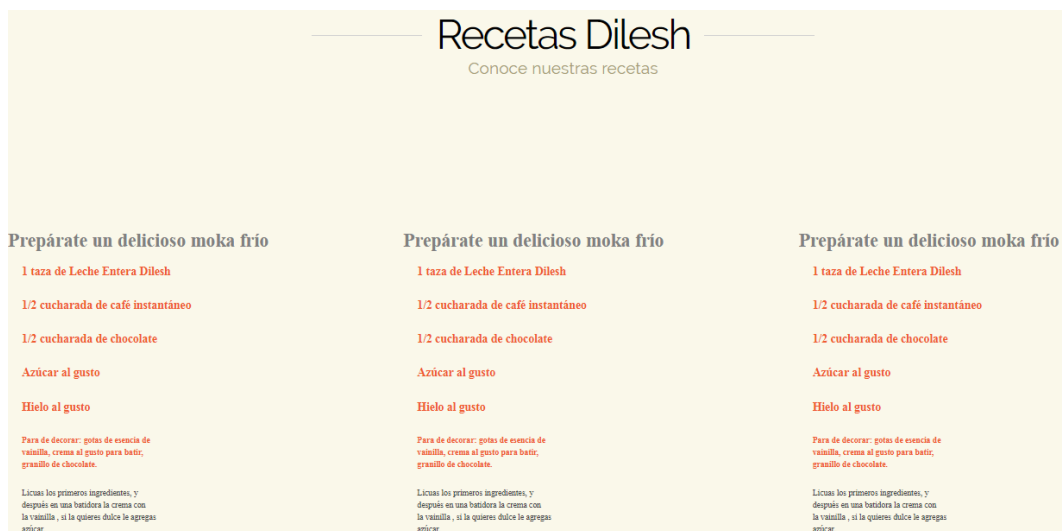 Recetas Dilesh
Conoce nuestras recetas
Prepárate un delicioso moka frío
1 taza de Leche Entera Dilesh
1/2 cucharada de café instantáneo
1/2 cucharada de chocolate
Azúcar al gusto
Hielo al gusto
Para de decorar: gotas de esencia de
vainilla, crema al gusto para batir,
granillo de chocolate.
Licuas los primeros ingredientes, y
después en una batidora la crema con
la vainilla , si la quieres dulce le agregas
azúcar
Prepárate un delicioso moka frío
1 taza de Leche Entera Dilesh
1/2 cucharada de café instantáneo
1/2 cucharada de chocolate
Azúcar al gusto
Hielo al gusto
Para de decorar: gotas de esencia de
vainilla, crema al gusto para batir,
granillo de chocolate.
Licuas los primeros ingredientes, y
después en una batidora la crema con
la vainilla , si la quieres dulce le agregas
azúcar
Prepárate un delicioso moka frío
1 taza de Leche Entera Dilesh
1/2 cucharada de café instantáneo
1/2 cucharada de chocolate
Azúcar al gusto
Hielo al gusto
Para de decorar: gotas de esencia de
vainilla, crema al gusto para batir,
granillo de chocolate.
Licuas los primeros ingredientes, y
después en una batidora la crema con
la vainilla , si la quieres dulce le agregas
azúcar